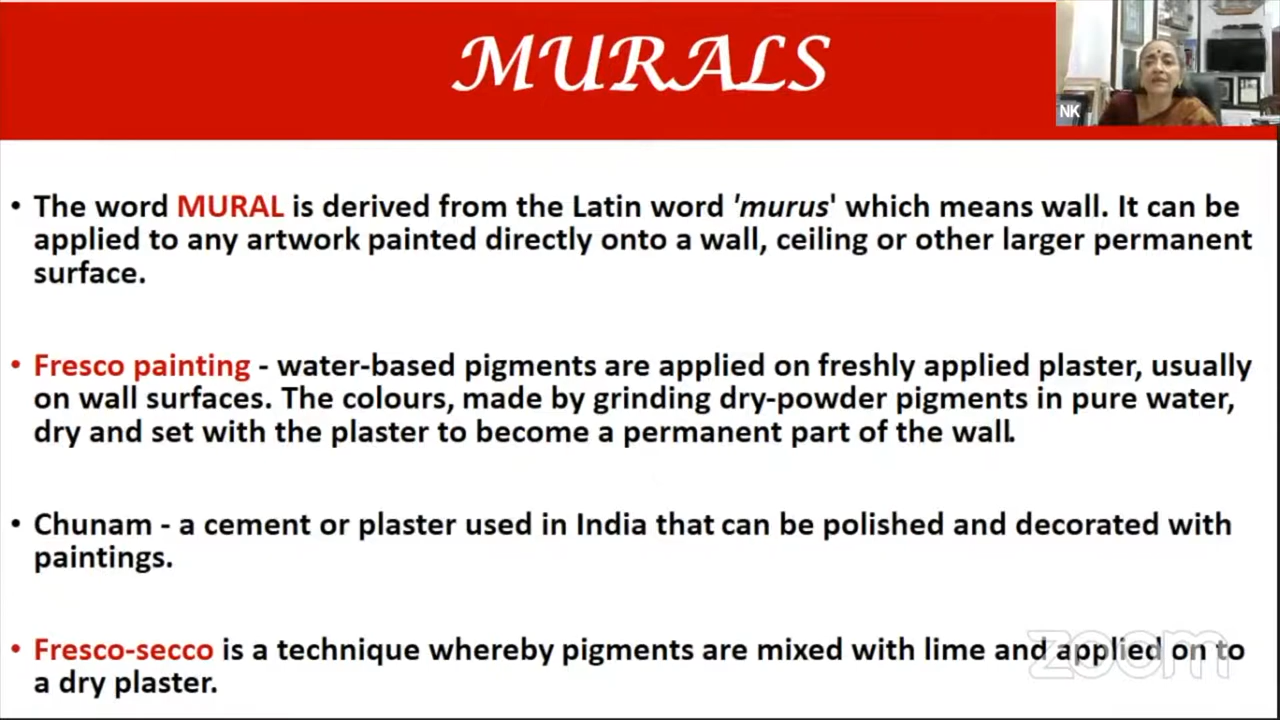 MURALS
NK
• The word MURAL is derived from the Latin word 'murus' which means wall. It can be
applied to any artwork painted directly onto a wall, ceiling or other larger permanent
surface.
• Fresco painting - water-based pigments are applied on freshly applied plaster, usually
on wall surfaces. The colours, made by grinding dry-powder pigments in pure water,
dry and set with the plaster to become a permanent part of the wall.
• Chunam - a cement or plaster used in India that can be polished and decorated with
paintings.
• Fresco-secco is a technique whereby pigments are mixed with lime and applied on to
a dry plaster.
zoom